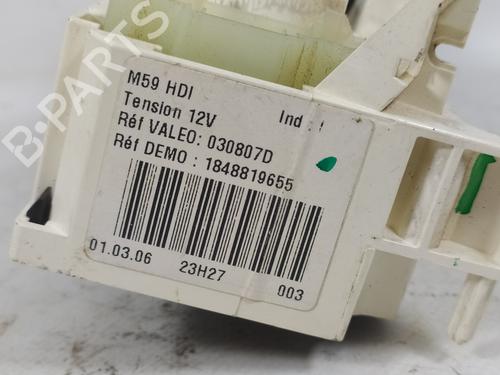 M59 HDI
Tension 12V Ind
Réf VALEO: 030807D
Réf DEMO : 1848819655
01.03.06 23H27 003
B-PARTS